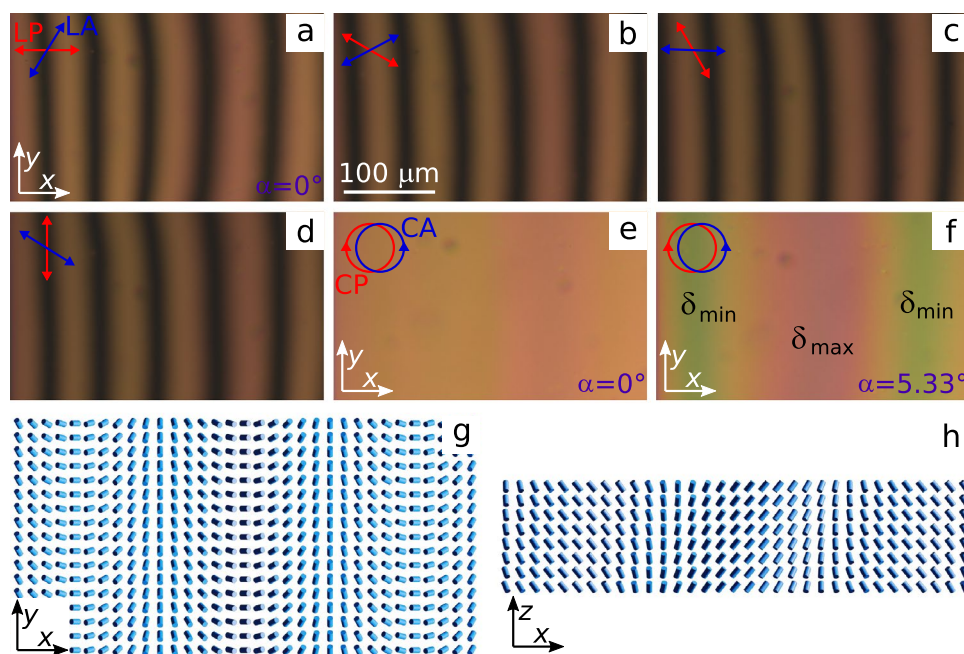 LP LA a
y
x α=0°
b
100 μm
c
d
CA e
CP
y
x α=0°
f
δmin δmin
δmax
y
x α=5.33°
g
y
x
h
z
x